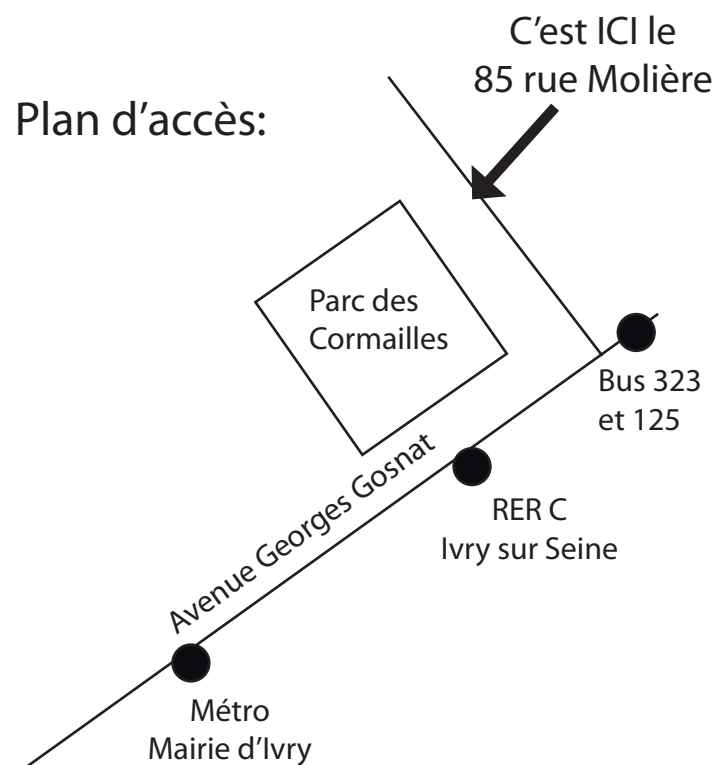 C'est ICI le
85 rue Molière
Plan d'accès:
Parc des
Cormailles
Bus 323
et 125
Avenue Georges Gosnat
RER C
Ivry sur Seine
Métro
Mairie d'Ivry